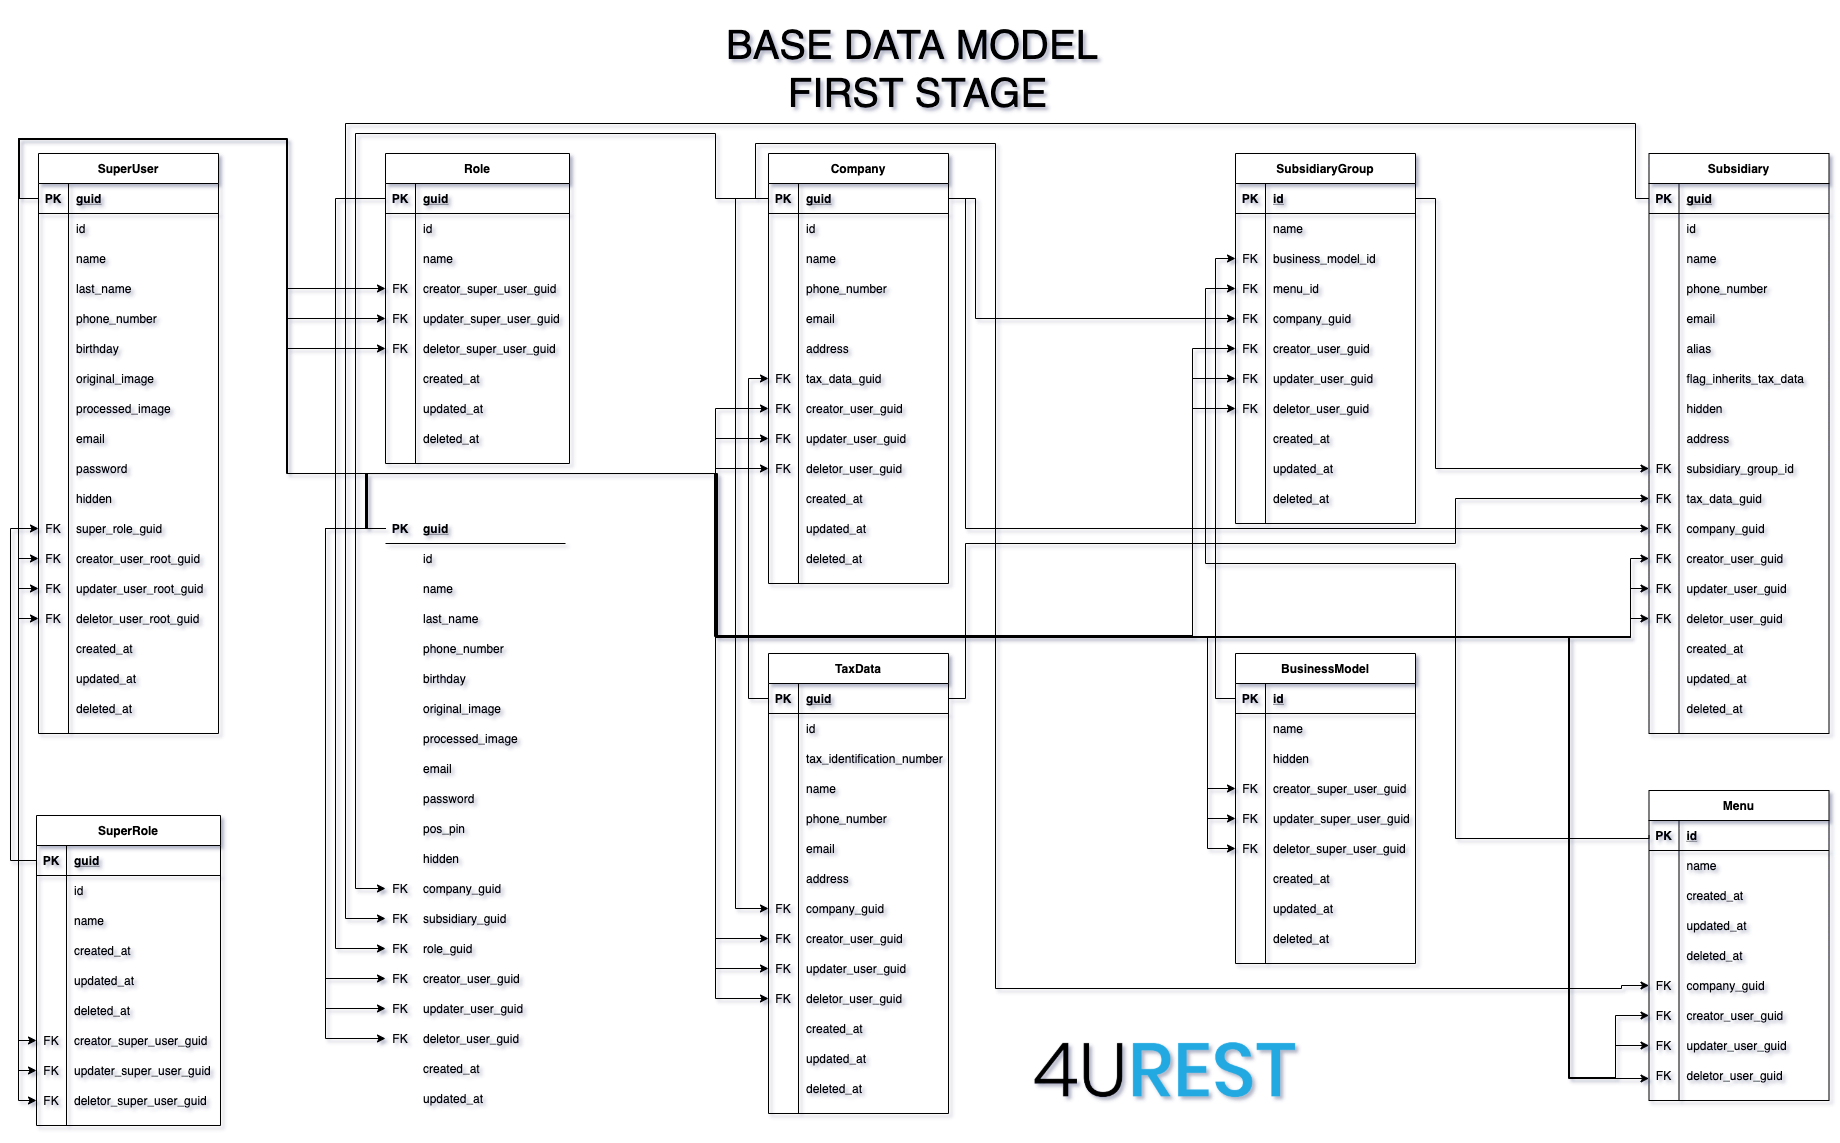 BASE DATA MODEL
FIRST STAGE
SuperUser
PK guid
id
name
last_name
phone_number
birthday
original_image
processed_image
email
password
hidden
FK super_role_guid
FK creator_user_root_guid
FK updater_user_root_guid
FK deletor_user_root_guid
created_at
updated_at
deleted_at
SuperRole
PK guid
id
name
created_at
updated_at
deleted_at
FK creator_super_user_guid
FK updater_super_user_guid
FK deletor_super_user_guid
Role
PK guid
id
name
FK creator_super_user_guid
FK updater_super_user_guid
FK deletor_super_user_guid
created_at
updated_at
deleted_at
PK guid
id
name
last_name
phone_number
birthday
original_image
processed_image
email
password
pos_pin
hidden
FK company_guid
FK subsidiary_guid
FK role_guid
FK creator_user_guid
FK updater_user_guid
FK deletor_user_guid
created_at
updated_at
Company
PK guid
id
name
phone_number
email
address
FK tax_data_guid
FK creator_user_guid
FK updater_user_guid
FK deletor_user_guid
created_at
updated_at
deleted_at
TaxData
PK guid
id
tax_identification_number
name
phone_number
email
address
FK company_guid
FK creator_user_guid
FK updater_user_guid
FK deletor_user_guid
created_at
updated_at
deleted_at
SubsidiaryGroup
PK id
name
FK business_model_id
FK menu_id
FK company_guid
FK creator_user_guid
FK updater_user_guid
FK deletor_user_guid
created_at
updated_at
deleted_at
BusinessModel
PK id
name
hidden
FK creator_super_user_guid
FK updater_super_user_guid
FK deletor_super_user_guid
created_at
updated_at
deleted_at
Subsidiary
PK guid
id
name
phone_number
email
alias
flag_inherits_tax_data
hidden
address
FK subsidiary_group_id
FK tax_data_guid
FK company_guid
FK creator_user_guid
FK updater_user_guid
FK deletor_user_guid
created_at
updated_at
deleted_at
Menu
PK id
name
created_at
updated_at
deleted_at
FK company_guid
FK creator_user_guid
FK updater_user_guid
FK deletor_user_guid
4UREST